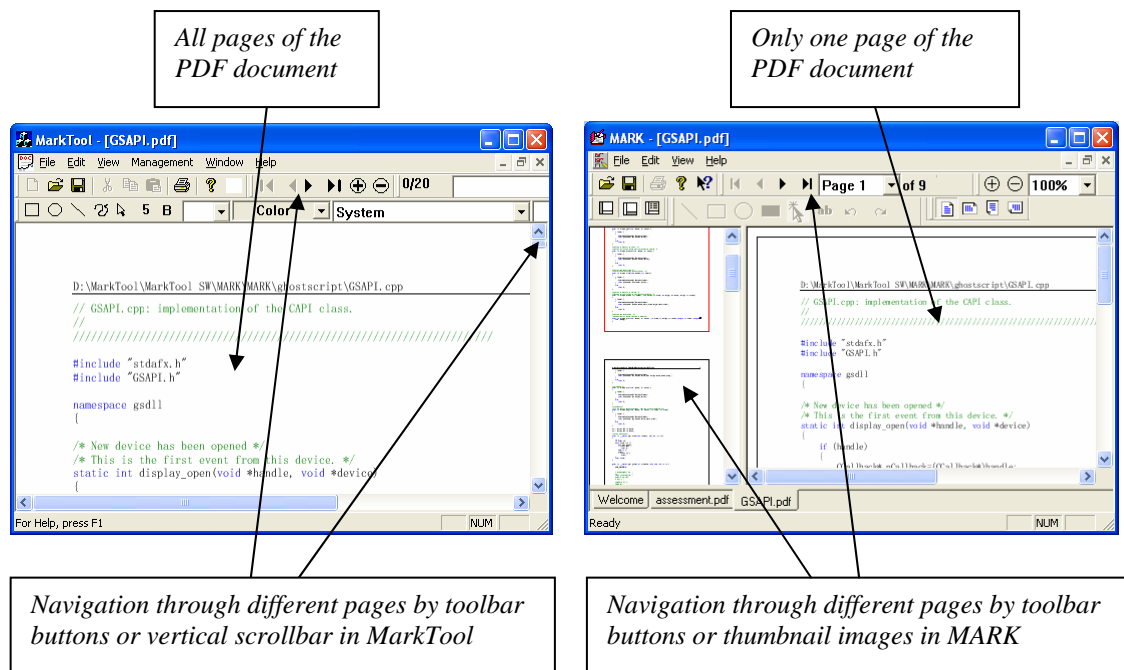 All pages of the
PDF document
Only one page of the
PDF document
MarkTool - [GSAPI.pdf]
File Edit View Management Window Help
0/20
5 B Color System
D:\MarkTool\MarkTool SW\MARK\MARK\ghostscript\GSAPI.cpp
// GSAPI.cpp: implementation of the CAPI class.
//
//////////////////////////////////////////////////////////////////////
#include "stdafx.h"
#include "GSAPI.h"
namespace gsdll
{
/* New device has been opened */
/* This is the first event from this device. */
static int display_open(void *handle, void *device)
{
For Help, press F1
NUM
MARK - [GSAPI.pdf]
File Edit View Help
Page 1 of 9 100%
ab
D:\MarkTool\MarkTool SW\MARK\MARK\ghostscript\GSAPI.cpp
// GSAPI.cpp: implementation of the CAPI class.
//
//////////////////////////////////////////////////////////////////////
#include "stdafx.h"
#include "GSAPI.h"
namespace gsdll
{
/* New device has been opened */
/* This is the first event from this device. */
static int display_open(void *handle, void *device)
{
if (handle)
{
Welcome assessment.pdf GSAPI.pdf
Ready
NUM
Navigation through different pages by toolbar
buttons or vertical scrollbar in MarkTool
Navigation through different pages by toolbar
buttons or thumbnail images in MARK